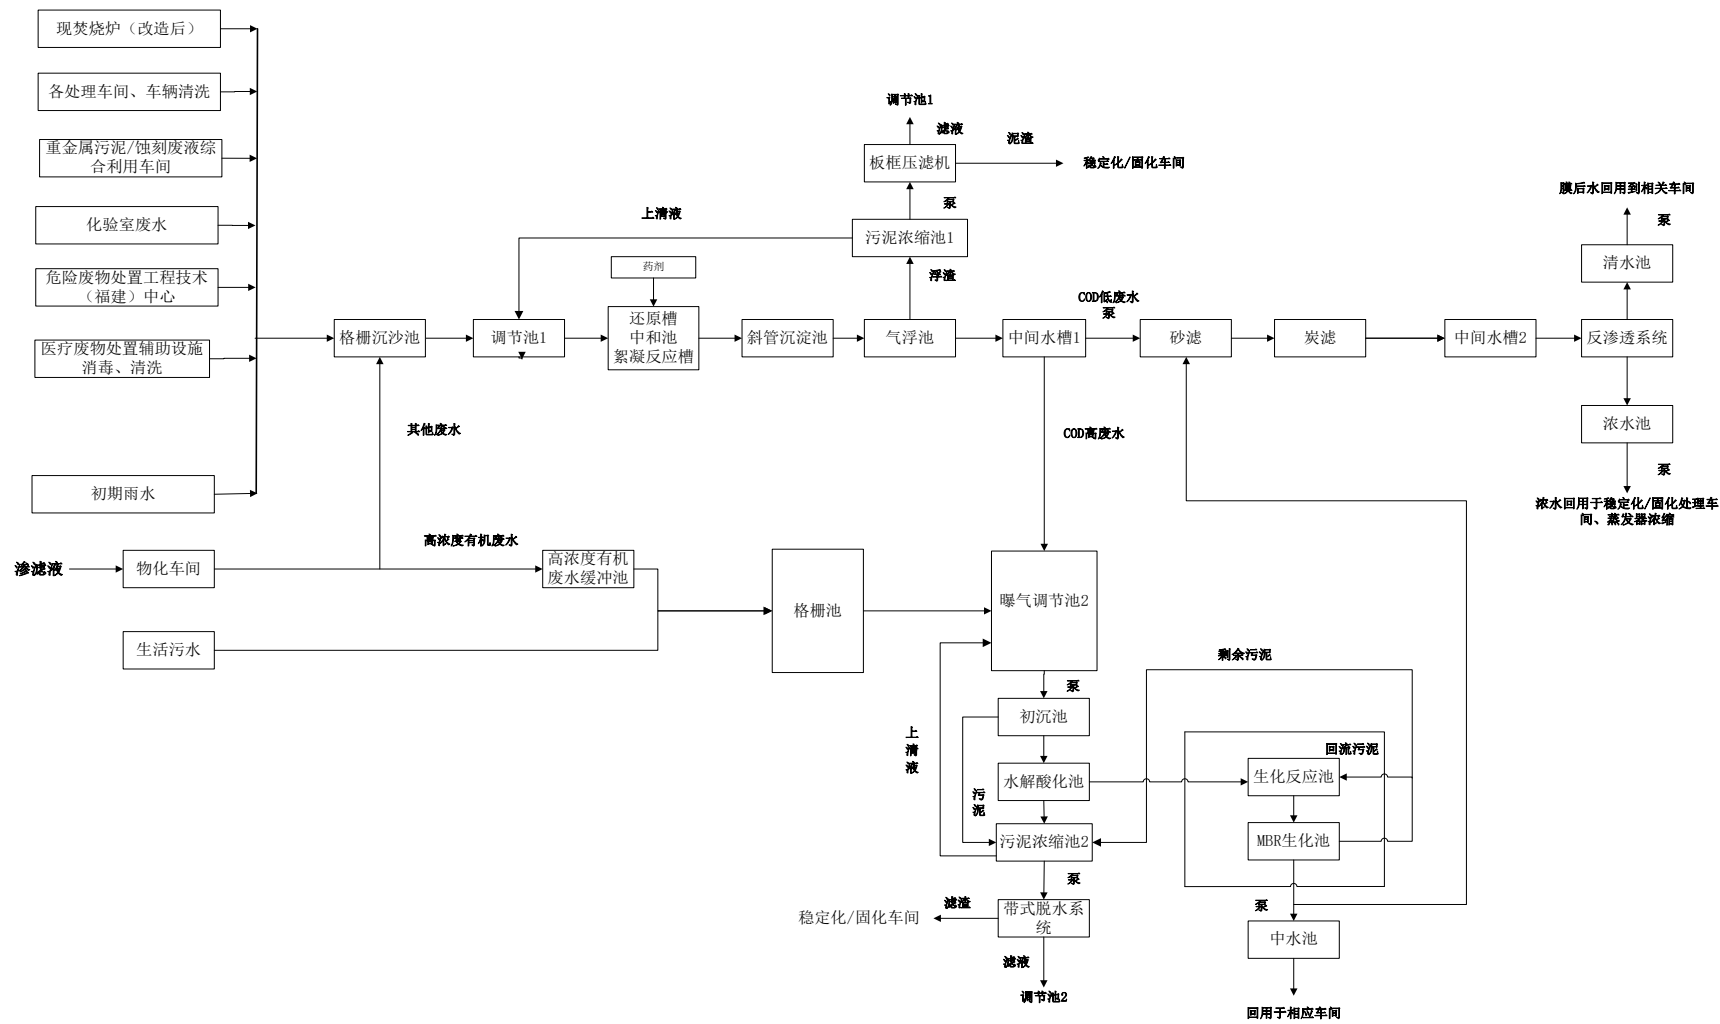 现焚烧炉（改造后）
各处理车间、车辆清洗
重金属污泥/蚀刻废液综
合利用车间
化验室废水
危险废物处置工程技术
（福建）中心
医疗废物处置辅助设施
消毒、清洗
初期雨水
渗滤液
物化车间
生活污水
其他废水
高浓度有机废水
高浓度有机
废水缓冲池
格栅沉沙池
调节池1
药剂
还原槽
中和池
絮凝反应槽
斜管沉淀池
气浮池
浮渣
上清液
污泥浓缩池1
泵
板框压滤机
滤液
调节池1
泥渣
稳定化/固化车间
中间水槽1
COD低废水
泵
砂滤
炭滤
中间水槽2
反渗透系统
清水池
泵
膜后水回用到相关车间
浓水池
泵
浓水回用于稳定化/固化处理车
间、蒸发器浓缩
COD高废水
格栅池
曝气调节池2
泵
初沉池
水解酸化池
污泥浓缩池2
上
清
液
污
泥
泵
带式脱水系
统
滤渣
稳定化/固化车间
滤液
调节池2
剩余污泥
回流污泥
生化反应池
MBR生化池
泵
中水池
回用于相应车间